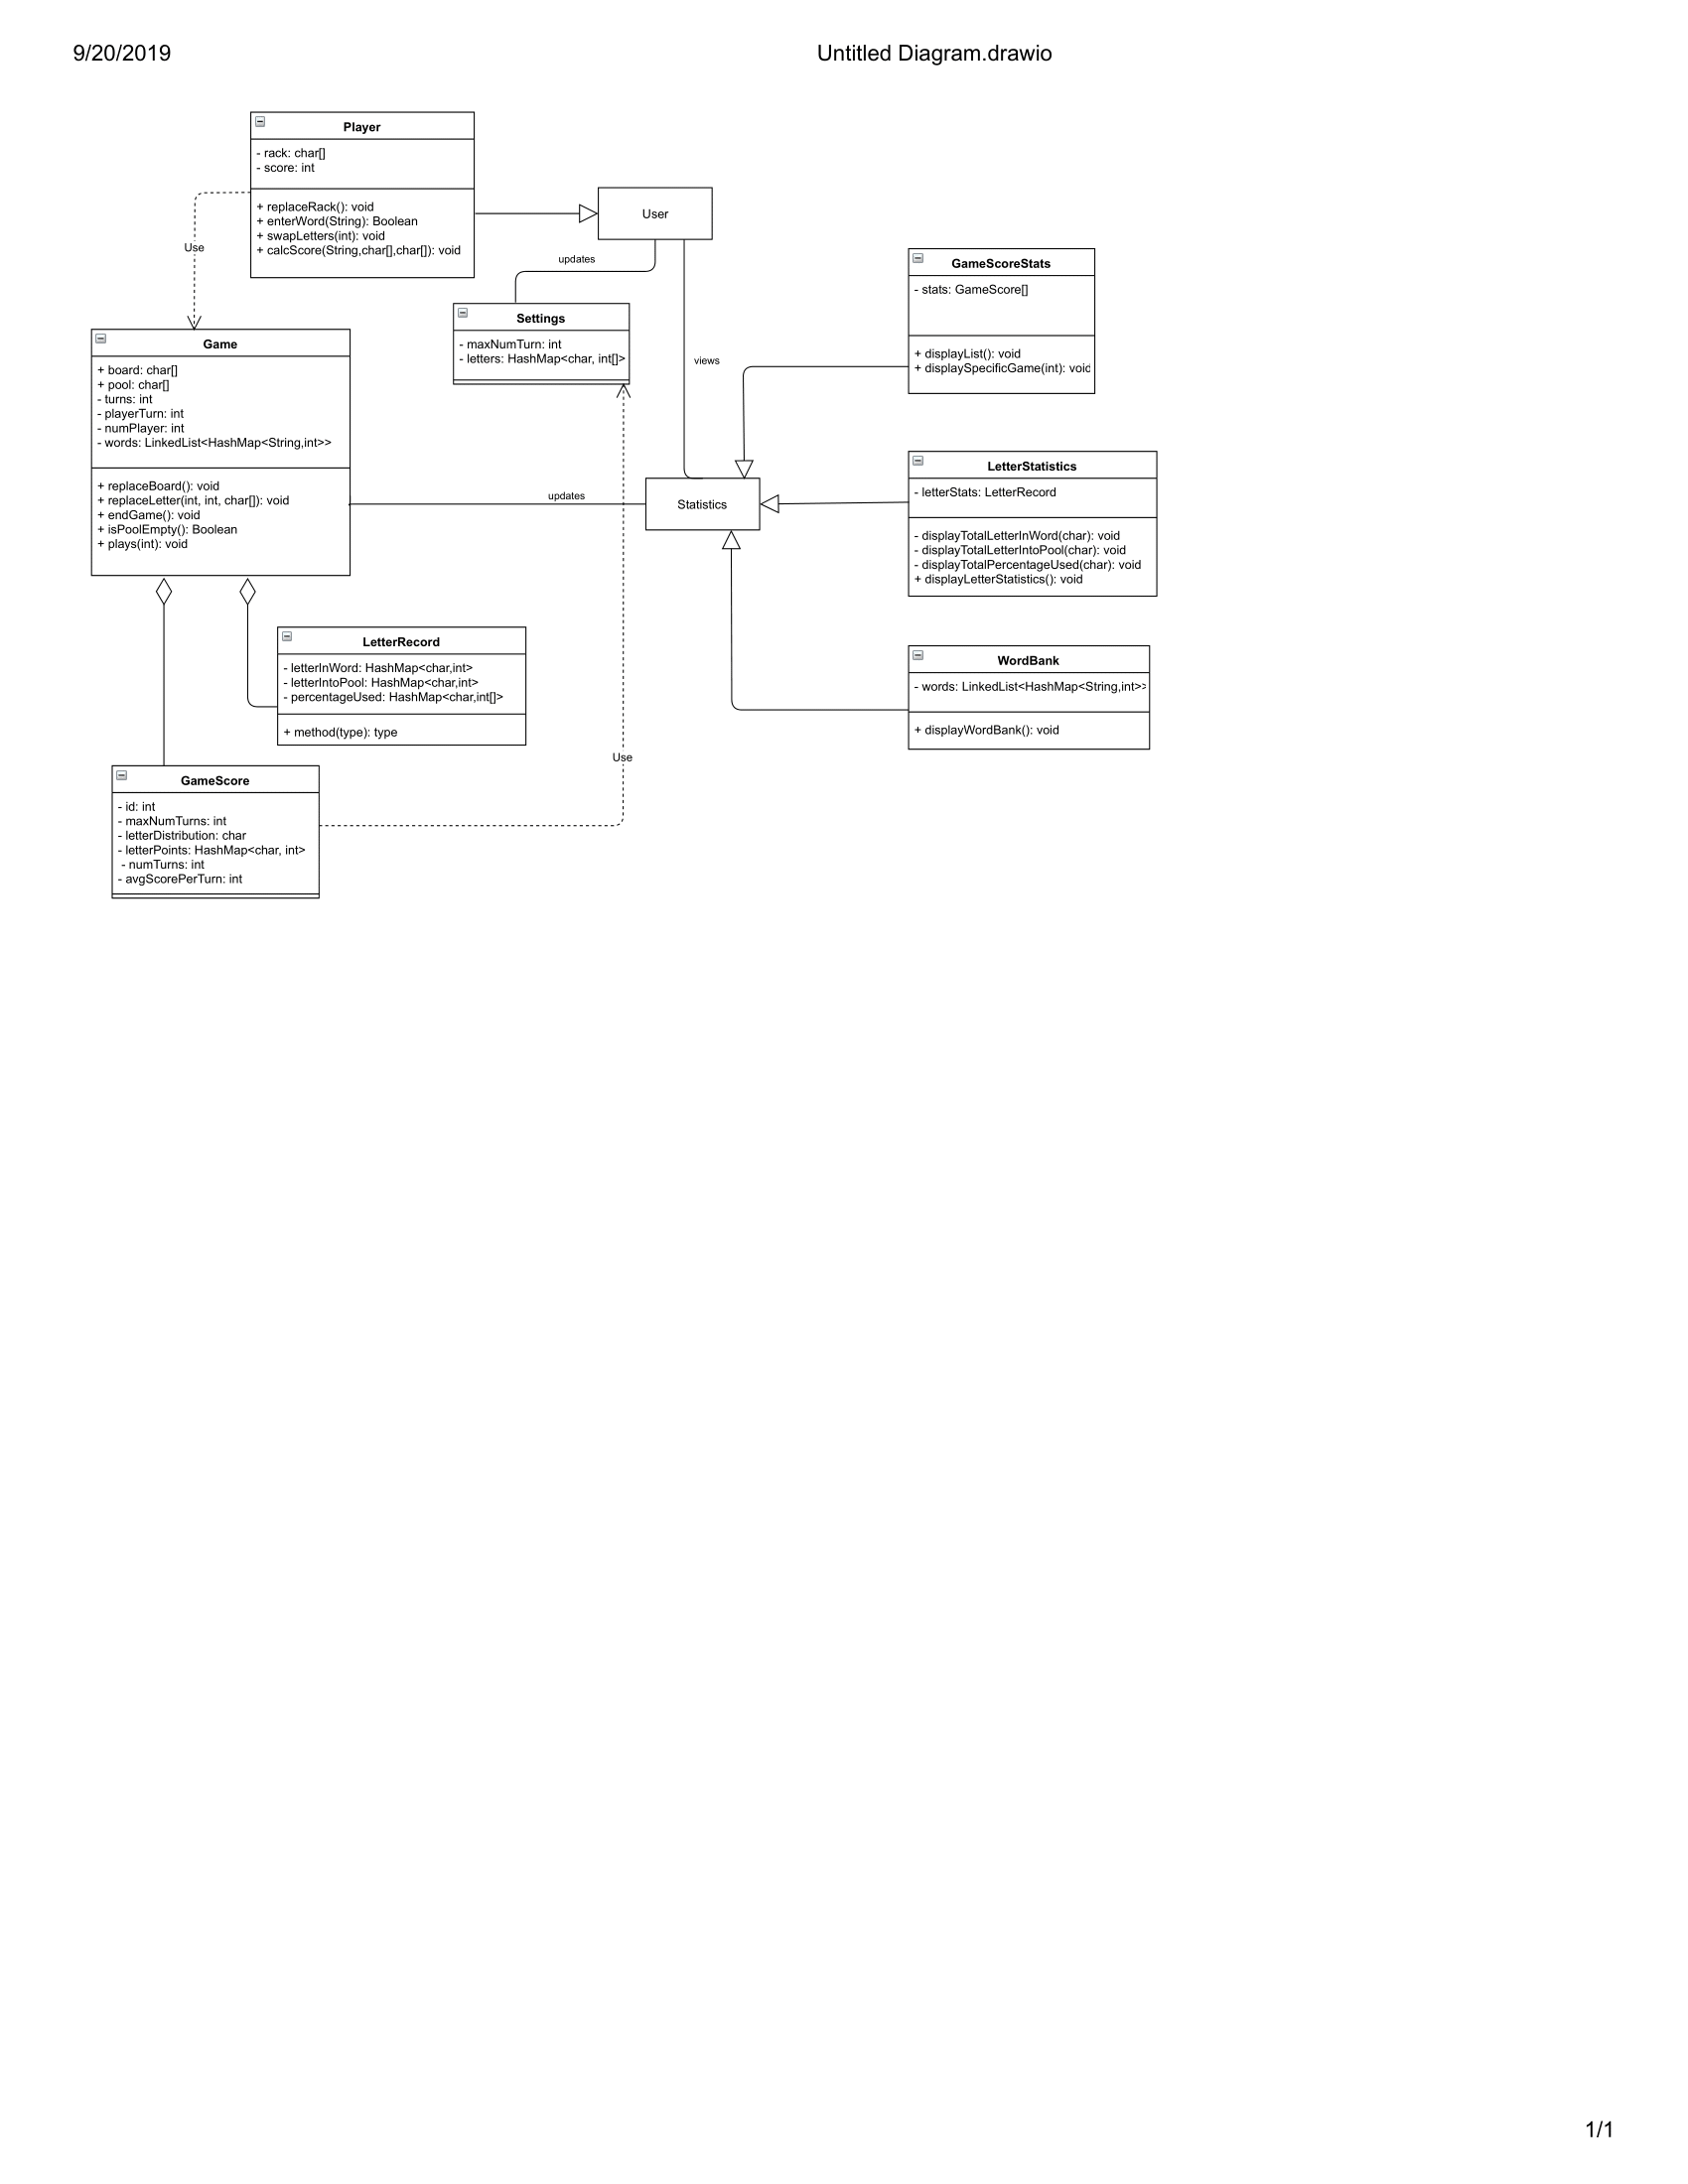 9/20/2019
Untitled Diagram.drawio
Player
- rack: char[]
- score: int
+ replaceRack(): void
+ enterWord(String): Boolean
+ swapLetters(int): void
+ calcScore(String,char[],char[]): void
User
Use
updates
views
Settings
- maxNumTurn: int
- letters: HashMap<char, int[]>
GameScoreStats
- stats: GameScore[]
+ displayList(): void
+ displaySpecificGame(int): void
Game
+ board: char[]
+ pool: char[]
- turns: int
- playerTurn: int
- numPlayer: int
- words: LinkedList<HashMap<String,int>>
+ replaceBoard(): void
+ replaceLetter(int, int, char[]): void
+ endGame(): void
+ isPoolEmpty(): Boolean
+ plays(int): void
updates
Statistics
LetterStatistics
- letterStats: LetterRecord
- displayTotalLetterInWord(char): void
- displayTotalLetterIntoPool(char): void
- displayTotalPercentageUsed(char): void
+ displayLetterStatistics(): void
LetterRecord
- letterInWord: HashMap<char,int>
- letterIntoPool: HashMap<char,int>
- percentageUsed: HashMap<char,int[]>
+ method(type): type
WordBank
- words: LinkedList<HashMap<String,int>>
+ displayWordBank(): void
Use
GameScore
- id: int
- maxNumTurns: int
- letterDistribution: char
- letterPoints: HashMap<char, int>
- numTurns: int
- avgScorePerTurn: int
1/1